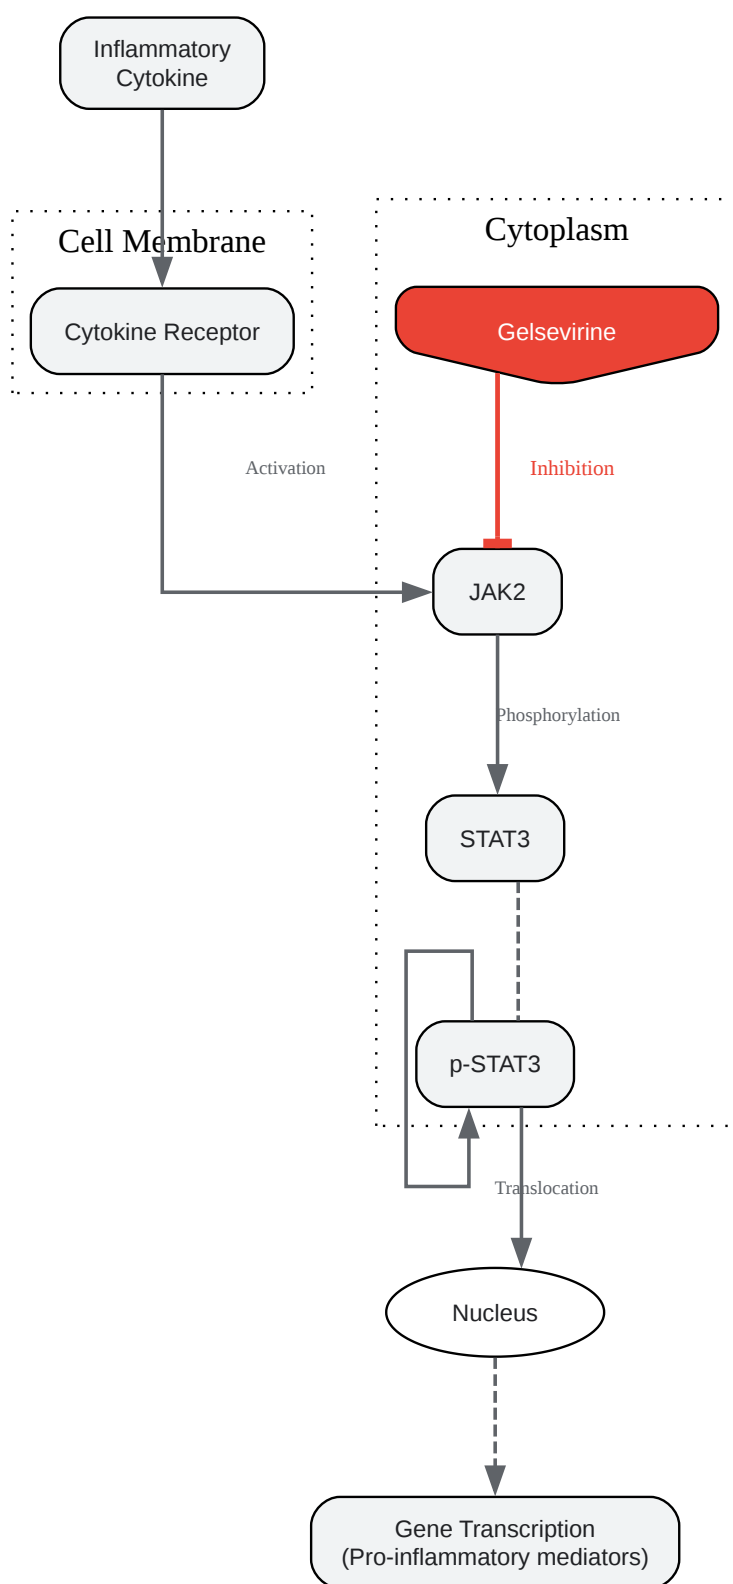 Inflammatory
Cytokine
Cell Membrane
Cytoplasm
Cytokine Receptor
Gelsevirine
Activation
Inhibition
JAK2
Phosphorylation
STAT3
p-STAT3
Translocation
Nucleus
Gene Transcription
(Pro-inflammatory mediators)